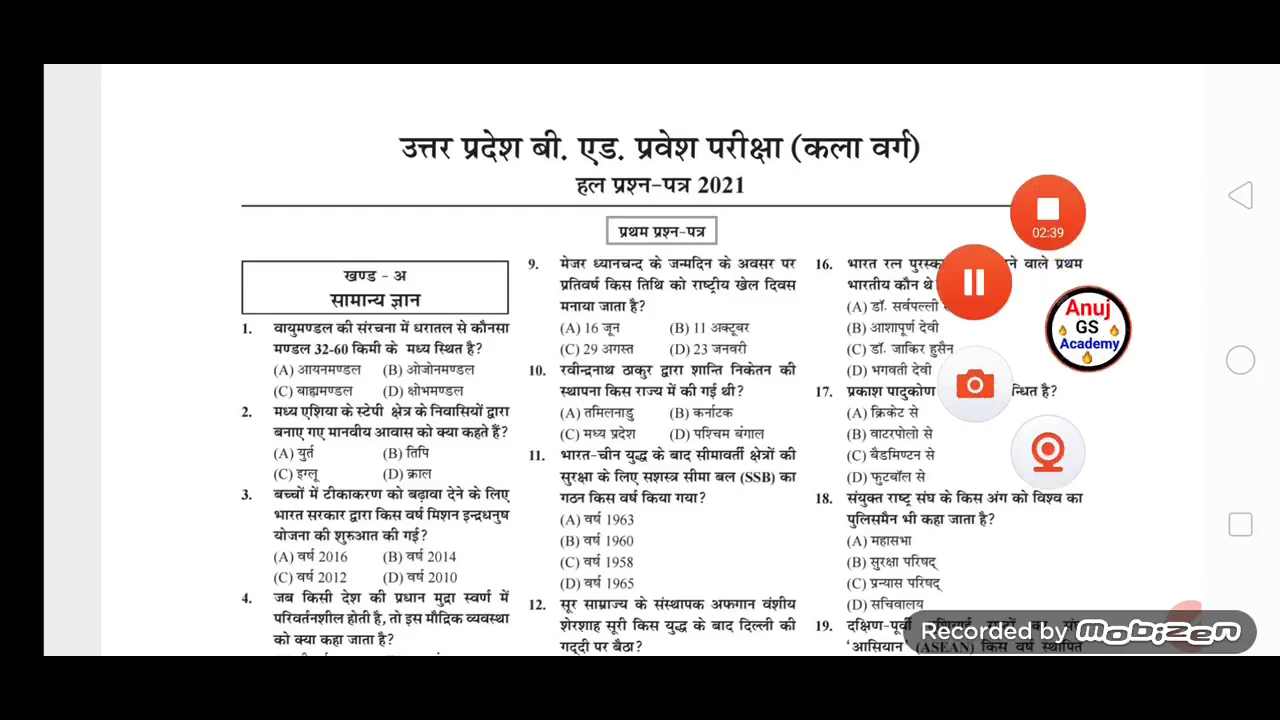 उत्तर प्रदेश बी. एड. प्रवेश परीक्षा (कला वर्ग)
हल प्रश्न-पत्र 2021
प्रथम प्रश्न-पत्र
खण्ड - अ
सामान्य ज्ञान
1. वायुमण्डल की संरचना में धरातल से कौनसा
मण्डल 32-60 किमी के मध्य स्थित है?
(A) आयनमण्डल (B) ओजोनमण्डल
(C) बाह्यमण्डल (D) क्षोभमण्डल
2. मध्य एशिया के स्टेपी क्षेत्र के निवासियों द्वारा
बनाए गए मानवीय आवास को क्या कहते हैं?
(A) युर्त (B) तिपि
(C) इग्लू (D) क्राल
3. बच्चों में टीकाकरण को बढ़ावा देने के लिए
भारत सरकार द्वारा किस वर्ष मिशन इन्द्रधनुष
योजना की शुरुआत की गई?
(A) वर्ष 2016 (B) वर्ष 2014
(C) वर्ष 2012 (D) वर्ष 2010
4. जब किसी देश की प्रधान मुद्रा स्वर्ण में
परिवर्तनशील होती है, तो इस मौद्रिक व्यवस्था
को क्या कहा जाता है?
9. मेजर ध्यानचन्द के जन्मदिन के अवसर पर
प्रतिवर्ष किस तिथि को राष्ट्रीय खेल दिवस
मनाया जाता है?
(A) 16 जून (B) 11 अक्टूबर
(C) 29 अगस्त (D) 23 जनवरी
10. रवीन्द्रनाथ ठाकुर द्वारा शान्ति निकेतन की
स्थापना किस राज्य में की गई थी?
(A) तमिलनाडु (B) कर्नाटक
(C) मध्य प्रदेश (D) पश्चिम बंगाल
11. भारत-चीन युद्ध के बाद सीमावर्ती क्षेत्रों की
सुरक्षा के लिए सशस्त्र सीमा बल (SSB) का
गठन किस वर्ष किया गया?
(A) वर्ष 1963
(B) वर्ष 1960
(C) वर्ष 1958
(D) वर्ष 1965
12. सूर साम्राज्य के संस्थापक अफगान वंशीय
शेरशाह सूरी किस युद्ध के बाद दिल्ली की
गद्दी पर बैठा?
16. भारत रत्न वाले प्रथम
भारतीय कौन थे
(A) डॉ. सर्वपल्ली
(B) आशापूर्ण देवी
(C) डॉ. जाकिर हुसैन
(D) भगवती देवी
17. प्रकाश पादुकोण है?
(A) क्रिकेट से
(B) वाटरपोलो से
(C) बैडमिण्टन से
(D) फुटबॉल से
18. संयुक्त राष्ट्र संघ के किस अंग को विश्व का
पुलिसमैन भी कहा जाता है?
(A) महासभा
(B) सुरक्षा परिषद्
(C) प्रन्यास परिषद्
(D) सचिवालय
19. दक्षिण-पूर्वी
'आसियान' (ASEAN) किस वर्ष स्थापित
02:39
Anuj
GS
Academy
Recorded by Mobizen